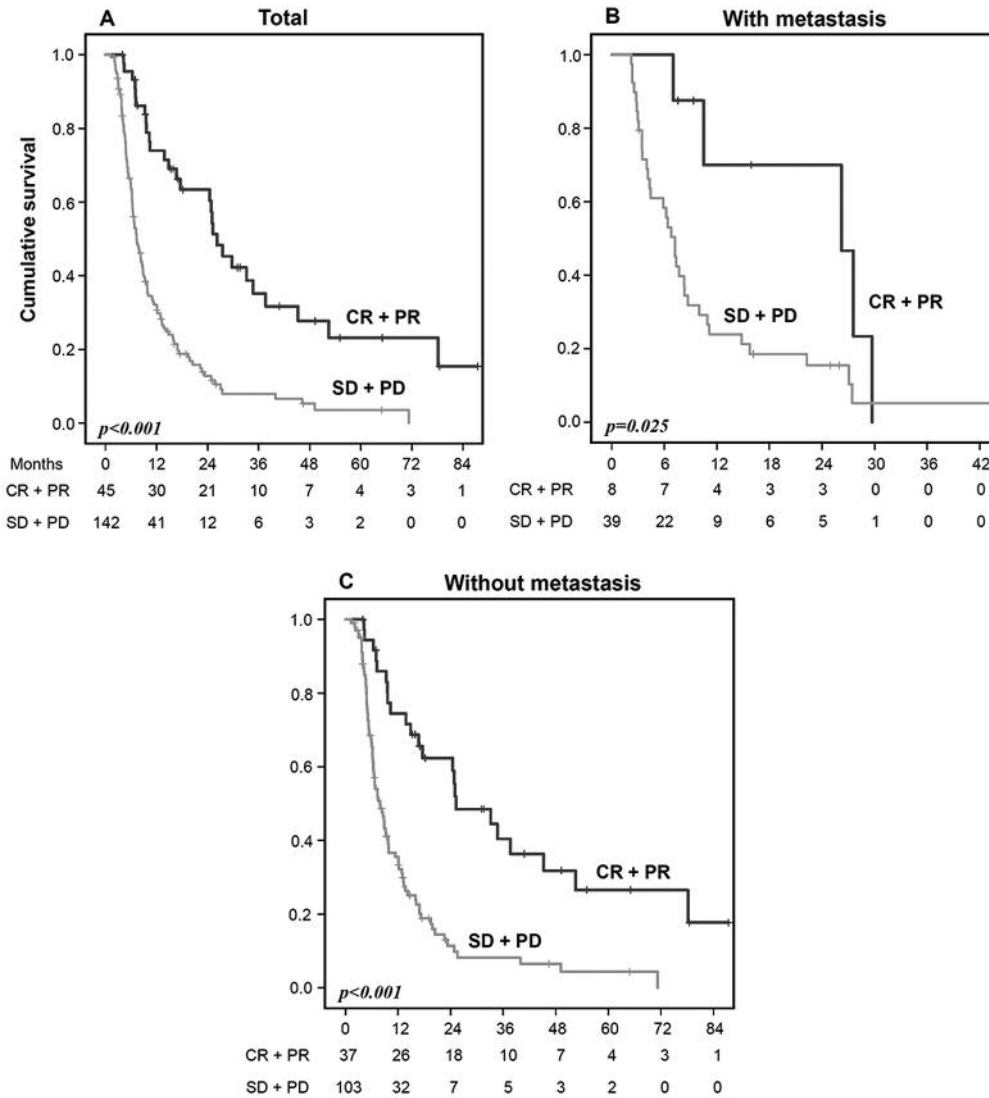 A Total
Cumulative survival
1.0
0.8
0.6
0.4
0.2
0.0
CR + PR
SD + PD
p<0.001
Months 0 12 24 36 48 60 72 84
CR + PR 45 30 21 10 7 4 3 1
SD + PD 142 41 12 6 3 2 0 0
B With metastasis
1.0
0.8
0.6
0.4
0.2
0.0
SD + PD
CR + PR
p=0.025
0 6 12 18 24 30 36 42
CR + PR 8 7 4 3 3 0 0 0
SD + PD 39 22 9 6 5 1 0 0
C Without metastasis
1.0
0.8
0.6
0.4
0.2
0.0
CR + PR
SD + PD
p<0.001
0 12 24 36 48 60 72 84
CR + PR 37 26 18 10 7 4 3 1
SD + PD 103 32 7 5 3 2 0 0